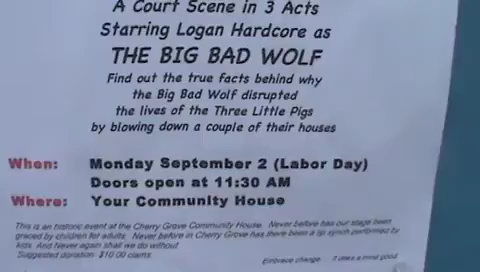 A Court Scene in 3 Acts
Starring Logan Hardcore as
THE BIG BAD WOLF
Find out the true facts behind why
the Big Bad Wolf disrupted
the lives of the Three Little Pigs
by blowing down a couple of their houses
When: Monday September 2 (Labor Day)
Doors open at 11:30 AM
Where: Your Community House
This is an historic event at the Cherry Grove Community House. Never before has our stage been
graced by children for adults. Never before in Cherry Grove has there been a lip synch performed by
kids. And Never again shall we do without
Suggested donation: $10.00 clams. Embrace change. It does a mind good